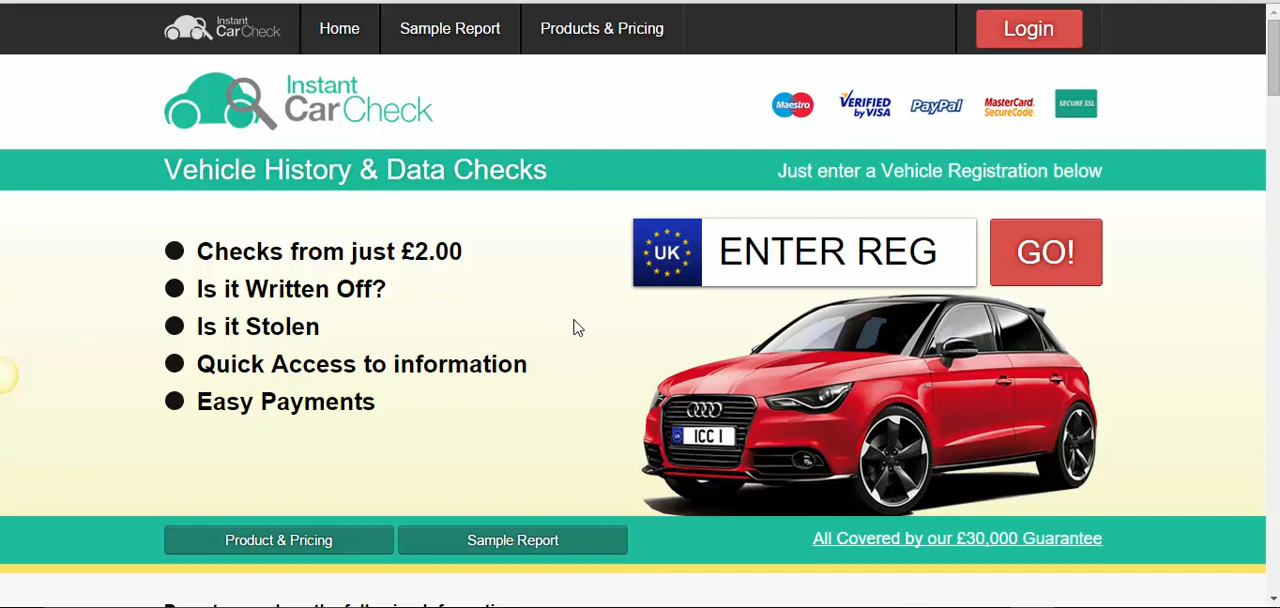 Instant
CarCheck
Home
Sample Report
Products & Pricing
Login
Instant
CarCheck
Maestro
VERIFIED
by VISA
PayPal
MasterCard.
SecureCode.
SECURE SSL
Vehicle History & Data Checks
Just enter a Vehicle Registration below
Checks from just £2.00
Is it Written Off?
Is it Stolen
Quick Access to information
Easy Payments
UK
ENTER REG
GO!
ICC 1
Product & Pricing
Sample Report
All Covered by our £30,000 Guarantee